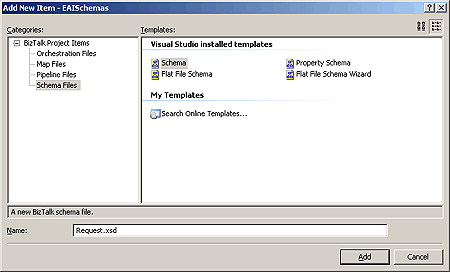 Add New Item - EAISchemas
Categories:
Templates:
BizTalk Project Items
Orchestration Files
Map Files
Pipeline Files
Schema Files
Visual Studio installed templates
Schema
Property Schema
Flat File Schema
Flat File Schema Wizard
My Templates
Search Online Templates...
A new BizTalk schema file.
Name:
Request.xsd
Add
Cancel